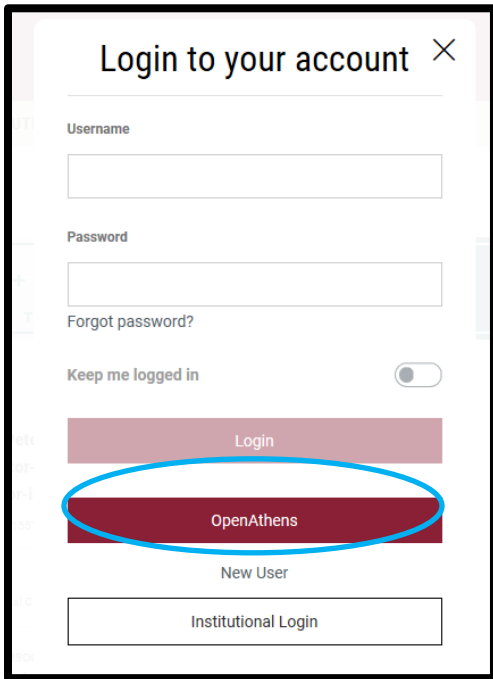 Login to your account
Username
Password
Forgot password?
Keep me logged in
Login
OpenAthens
New User
Institutional Login